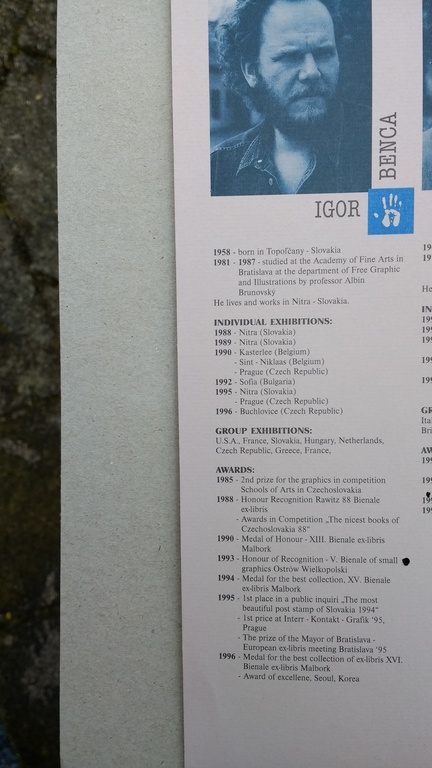 IGOR
BENCA
1958 - born in Topoľčany - Slovakia
1981 - 1987 - studied at the Academy of Fine Arts in
Bratislava at the department of Free Graphic
and Illustrations by professor Albín
Brunovský
He lives and works in Nitra - Slovakia.
INDIVIDUAL EXHIBITIONS:
1988 - Nitra (Slovakia)
1989 - Nitra (Slovakia)
1990 - Kasterlee (Belgium)
- Sint - Niklaas (Belgium)
- Prague (Czech Republic)
1992 - Sofia (Bulgaria)
1995 - Nitra (Slovakia)
- Prague (Czech Republic)
1996 - Buchlovice (Czech Republic)
GROUP EXHIBITIONS:
U.S.A., France, Slovakia, Hungary, Netherlands,
Czech Republic, Greece, France,
AWARDS:
1985 - 2nd prize for the graphics in competition
Schools of Arts in Czechoslovakia
1988 - Honour Recognition Rawitz 88 Bienale
ex-libris
- Awards in Competition „The nicest books of
Czechoslovakia 88"
1990 - Medal of Honour - XIII. Bienale ex-libris
Malbork
1993 - Honour of Recognition - V. Bienale of small
graphics Ostrów Wielkopolski
1994 - Medal for the best collection, XV. Bienale
ex-libris Malbork
1995 - 1st place in a public inquiri „The most
beautiful post stamp of Slovakia 1994"
- 1st price at Interr - Kontakt - Grafik '95,
Prague
- The prize of the Mayor of Bratislava -
European ex-libris meeting Bratislava '95
1996 - Medal for the best collection of ex-libris XVI.
Bienale ex-libris Malbork
- Award of excellene, Seoul, Korea